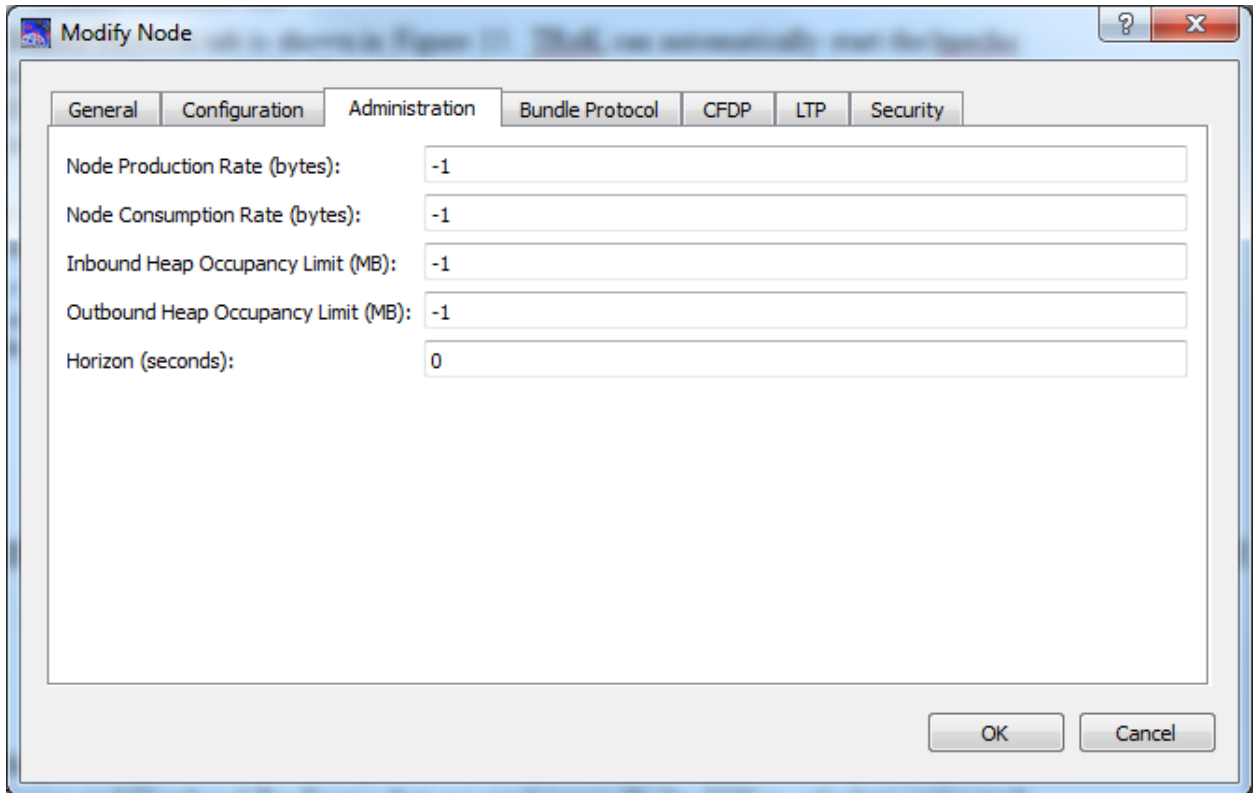 Modify Node
General Configuration Administration Bundle Protocol CFDP LTP Security
Node Production Rate (bytes): -1
Node Consumption Rate (bytes): -1
Inbound Heap Occupancy Limit (MB): -1
Outbound Heap Occupancy Limit (MB): -1
Horizon (seconds): 0
OK Cancel